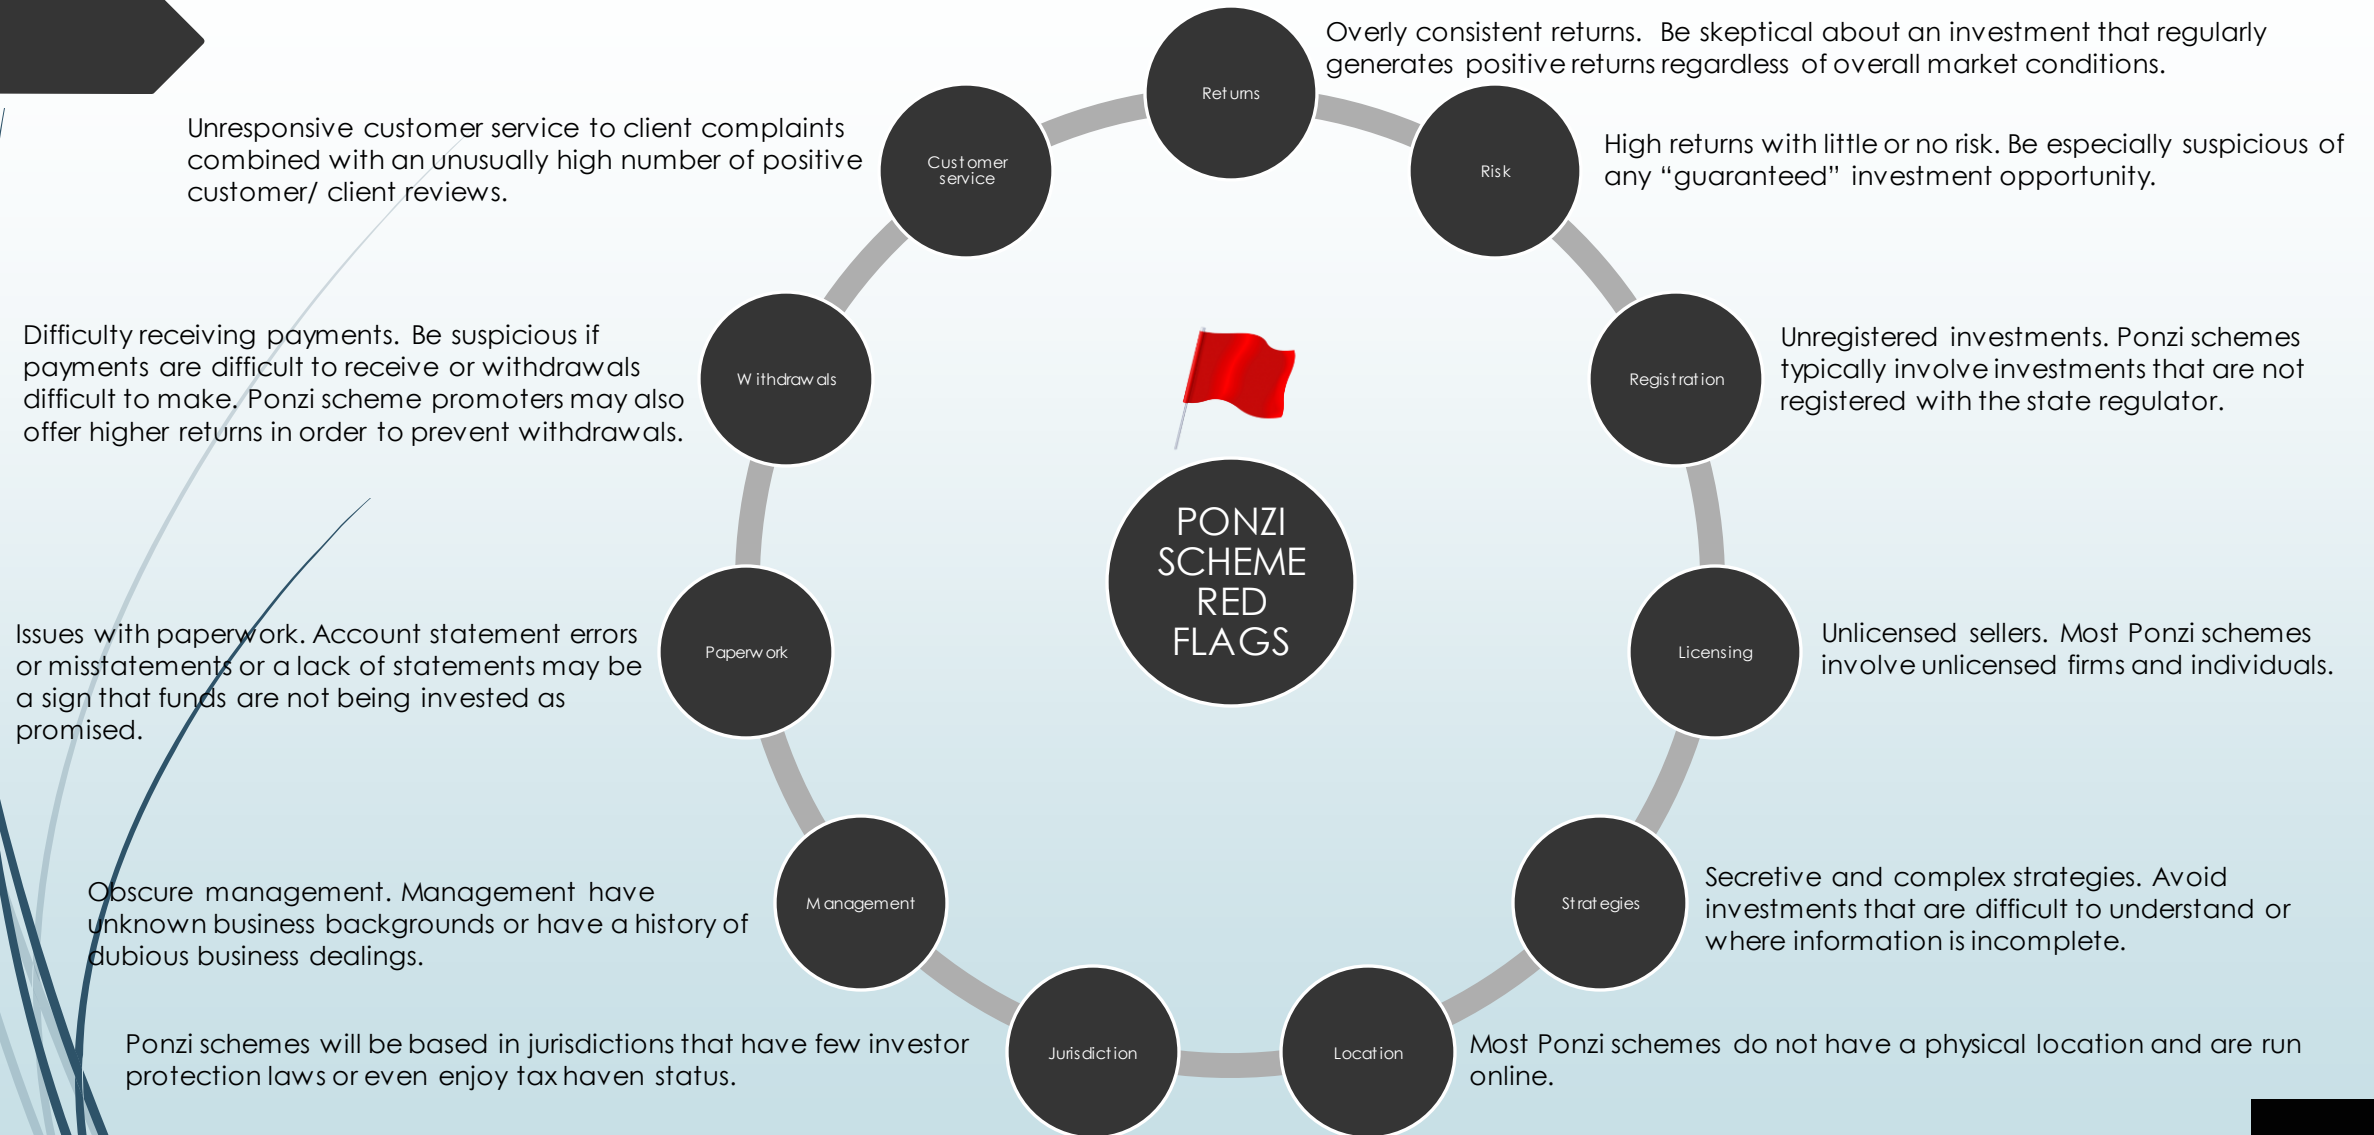 Returns
Overly consistent returns. Be skeptical about an investment that regularly
generates positive returns regardless of overall market conditions.
Risk
High returns with little or no risk. Be especially suspicious of
any “guaranteed” investment opportunity.
Registration
Unregistered investments. Ponzi schemes
typically involve investments that are not
registered with the state regulator.
Licensing
Unlicensed sellers. Most Ponzi schemes
involve unlicensed firms and individuals.
Strategies
Secretive and complex strategies. Avoid
investments that are difficult to understand or
where information is incomplete.
Location
Most Ponzi schemes do not have a physical location and are run
online.
Jurisdiction
Ponzi schemes will be based in jurisdictions that have few investor
protection laws or even enjoy tax haven status.
Management
Obscure management. Management have
unknown business backgrounds or have a history of
dubious business dealings.
Paperwork
Issues with paperwork. Account statement errors
or misstatements or a lack of statements may be
a sign that funds are not being invested as
promised.
Withdrawals
Difficulty receiving payments. Be suspicious if
payments are difficult to receive or withdrawals
difficult to make. Ponzi scheme promoters may also
offer higher returns in order to prevent withdrawals.
Customer
service
Unresponsive customer service to client complaints
combined with an unusually high number of positive
customer/ client reviews.
PONZI
SCHEME
RED
FLAGS